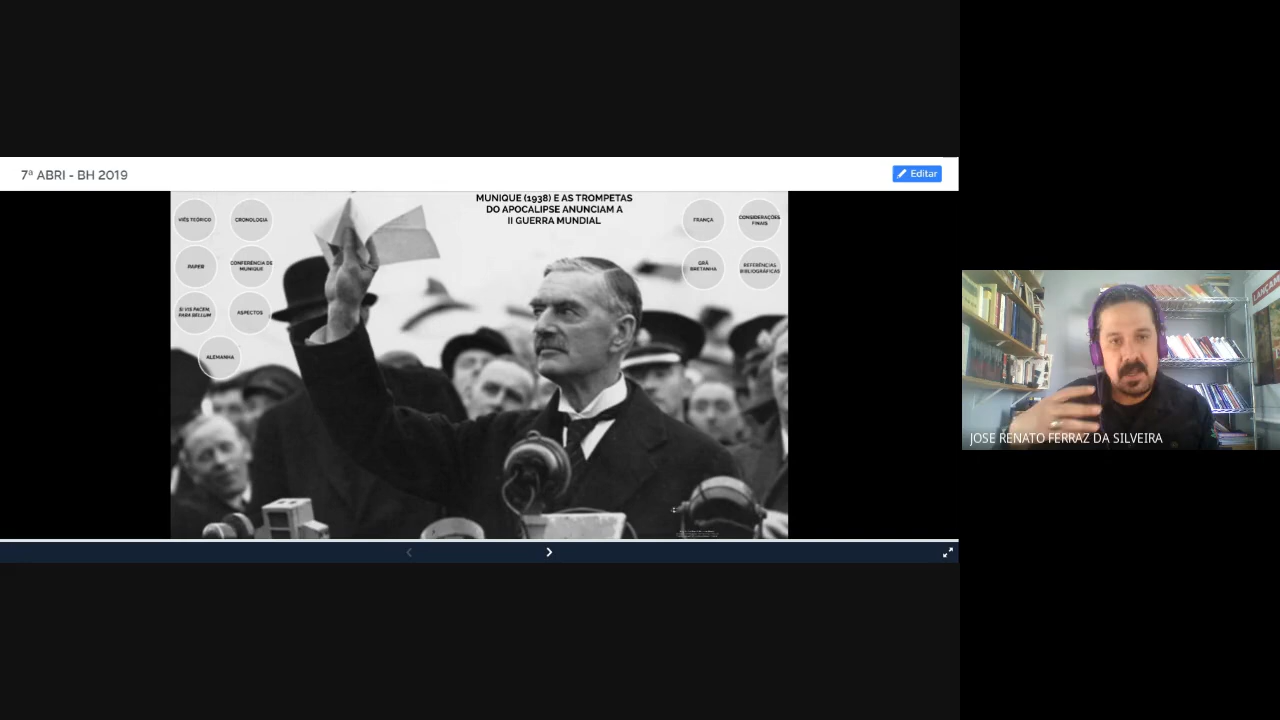 7ª ABRI - BH 2019
Editar
MUNIQUE (1938) E AS TROMPETAS
DO APOCALIPSE ANUNCIAM A
II GUERRA MUNDIAL
VIÉS TEÓRICO
CRONOLOGIA
FRANÇA
CONSIDERAÇÕES
FINAIS
PAPER
CONFERÊNCIA DE
MUNIQUE
GRÃ
BRETANHA
REFERÊNCIAS
BIBLIOGRÁFICAS
SI VIS PACEM,
PARA BELLUM
ASPECTOS
ALEMANHA
LANÇAM
JOSE RENATO FERRAZ DA SILVEIRA